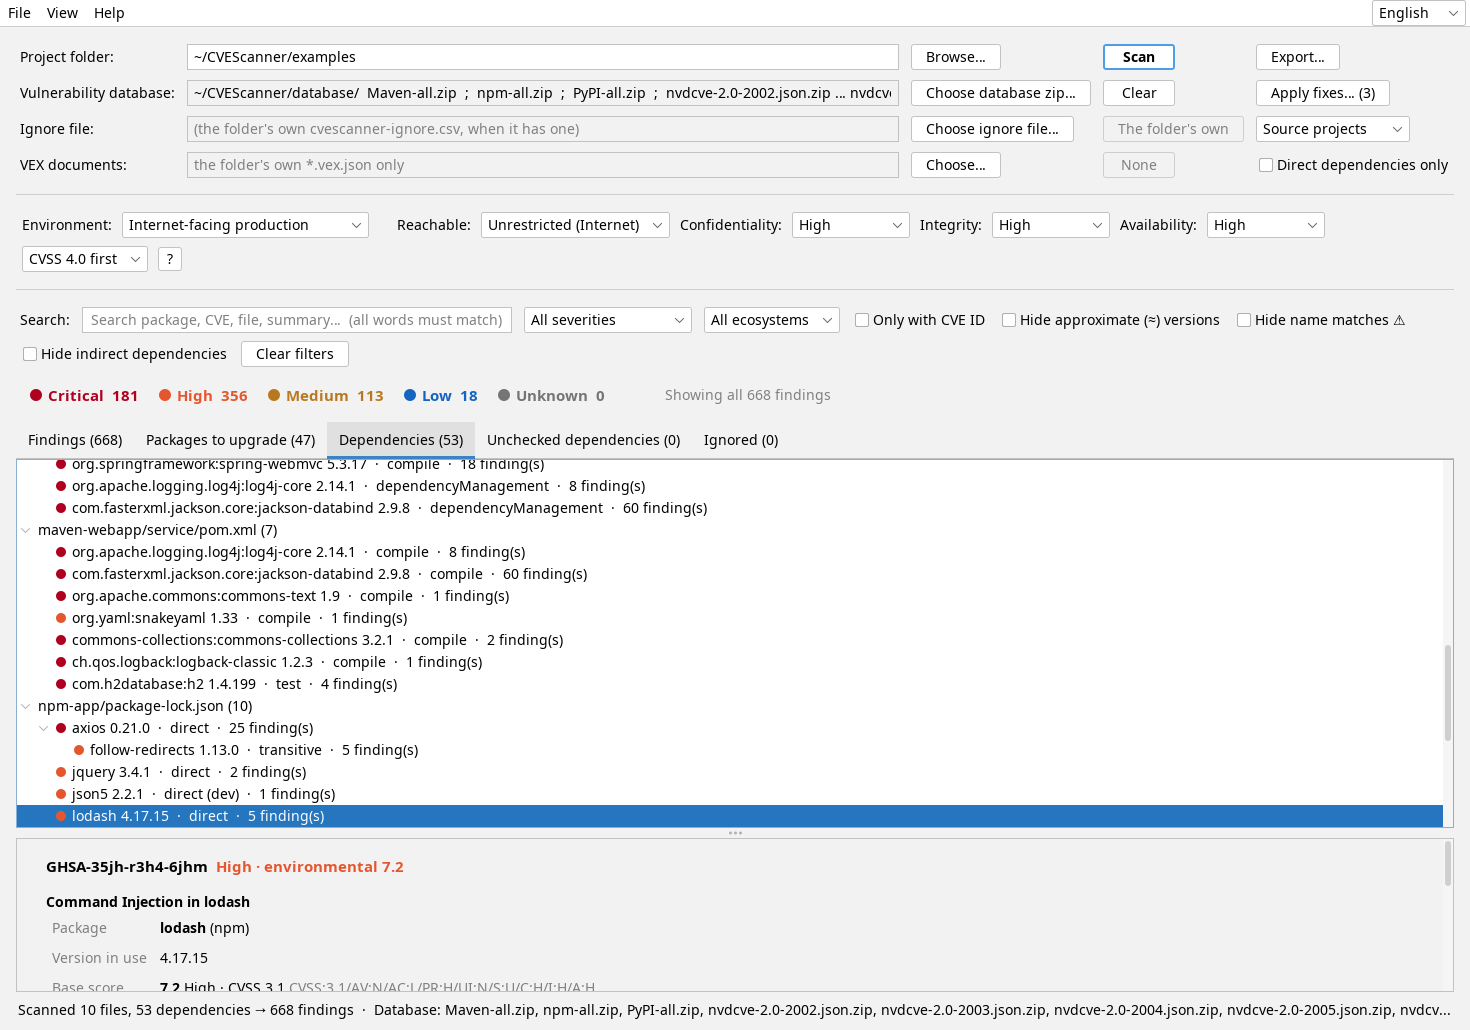 File View Help English
Project folder: ~/CVEScanner/examples Browse... Scan Export...
Vulnerability database: ~/CVEScanner/database/ Maven-all.zip ; npm-all.zip ; PyPI-all.zip ; nvdcve-2.0-2002.json.zip ... nvdcve Choose database zip... Clear Apply fixes... (3)
Ignore file: (the folder's own cvescanner-ignore.csv, when it has one) Choose ignore file... The folder's own Source projects
VEX documents: the folder's own *.vex.json only Choose... None Direct dependencies only
Environment: Internet-facing production Reachable: Unrestricted (Internet) Confidentiality: High Integrity: High Availability: High
CVSS 4.0 first ?
Search: Search package, CVE, file, summary... (all words must match) All severities All ecosystems Only with CVE ID Hide approximate (≈) versions Hide name matches ⚠
Hide indirect dependencies Clear filters
Critical 181 High 356 Medium 113 Low 18 Unknown 0 Showing all 668 findings
Findings (668) Packages to upgrade (47) Dependencies (53) Unchecked dependencies (0) Ignored (0)
org.springframework:spring-webmvc 5.3.17 · compile · 18 finding(s)
org.apache.logging.log4j:log4j-core 2.14.1 · dependencyManagement · 8 finding(s)
com.fasterxml.jackson.core:jackson-databind 2.9.8 · dependencyManagement · 60 finding(s)
maven-webapp/service/pom.xml (7)
org.apache.logging.log4j:log4j-core 2.14.1 · compile · 8 finding(s)
com.fasterxml.jackson.core:jackson-databind 2.9.8 · compile · 60 finding(s)
org.apache.commons:commons-text 1.9 · compile · 1 finding(s)
org.yaml:snakeyaml 1.33 · compile · 1 finding(s)
commons-collections:commons-collections 3.2.1 · compile · 2 finding(s)
ch.qos.logback:logback-classic 1.2.3 · compile · 1 finding(s)
com.h2database:h2 1.4.199 · test · 4 finding(s)
npm-app/package-lock.json (10)
axios 0.21.0 · direct · 25 finding(s)
follow-redirects 1.13.0 · transitive · 5 finding(s)
jquery 3.4.1 · direct · 2 finding(s)
json5 2.2.1 · direct (dev) · 1 finding(s)
lodash 4.17.15 · direct · 5 finding(s)
GHSA-35jh-r3h4-6jhm High · environmental 7.2
Command Injection in lodash
Package lodash (npm)
Version in use 4.17.15
Base score 7.2 High · CVSS 3.1 CVSS:3.1/AV:N/AC:L/PR:H/UI:N/S:U/C:H/I:H/A:H
Scanned 10 files, 53 dependencies → 668 findings · Database: Maven-all.zip, npm-all.zip, PyPI-all.zip, nvdcve-2.0-2002.json.zip, nvdcve-2.0-2003.json.zip, nvdcve-2.0-2004.json.zip, nvdcve-2.0-2005.json.zip, nvdcv...